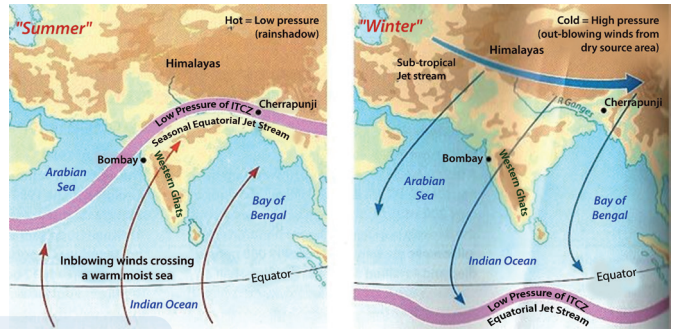 "Summer"
Hot = Low pressure
(rainshadow)
Himalayas
Low Pressure of ITCZ
Cherrapunji
Seasonal Equatorial Jet Stream
Bombay
Western Ghats
Arabian
Sea
Bay of
Bengal
Inblowing winds crossing
a warm moist sea
Equator
Indian Ocean
"Winter"
Cold = High pressure
(out-blowing winds from
dry source area)
Himalayas
Sub-tropical
Jet stream
R Ganges
Cherrapunji
Bombay
Western Ghats
Arabian
Sea
Bay of
Bengal
Indian Ocean
Equator
Low Pressure of ITCZ
Equatorial Jet Stream